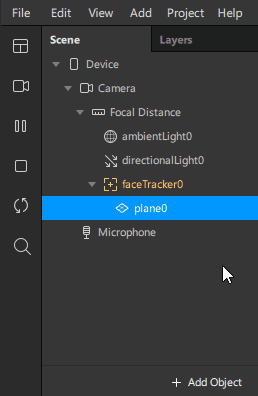 File Edit View Add Project Help
Scene Layers
Device
Camera
Focal Distance
ambientLight0
directionalLight0
faceTracker0
plane0
Microphone
+ Add Object